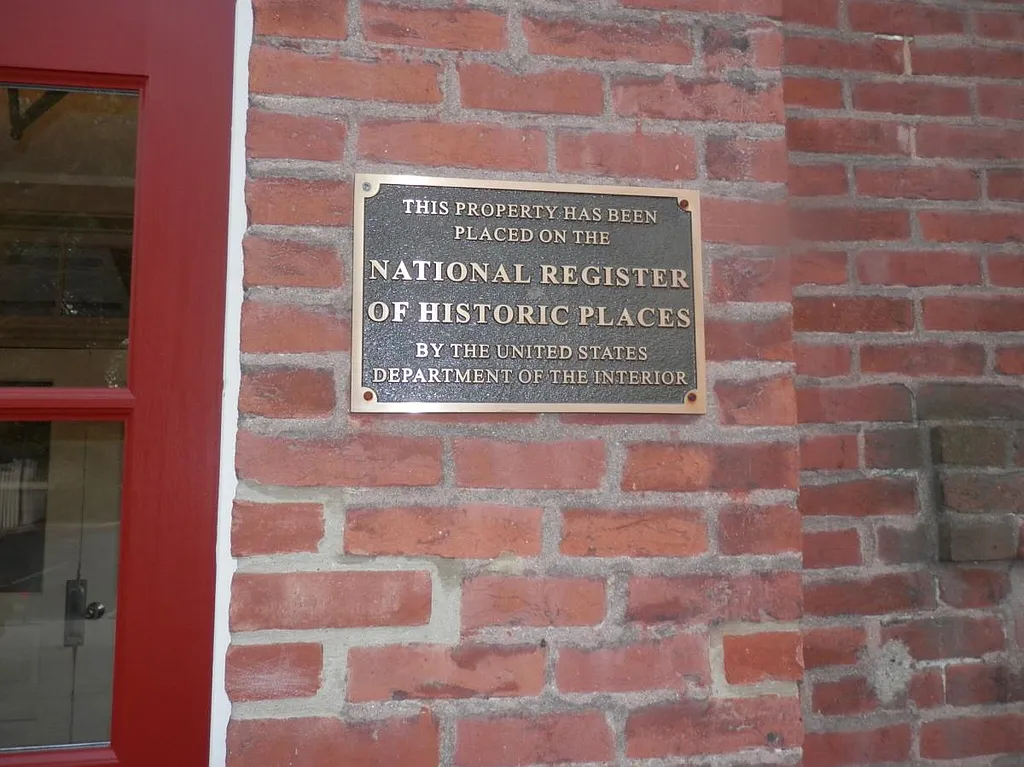 THIS PROPERTY HAS BEEN
PLACED ON THE
NATIONAL REGISTER
OF HISTORIC PLACES
BY THE UNITED STATES
DEPARTMENT OF THE INTERIOR